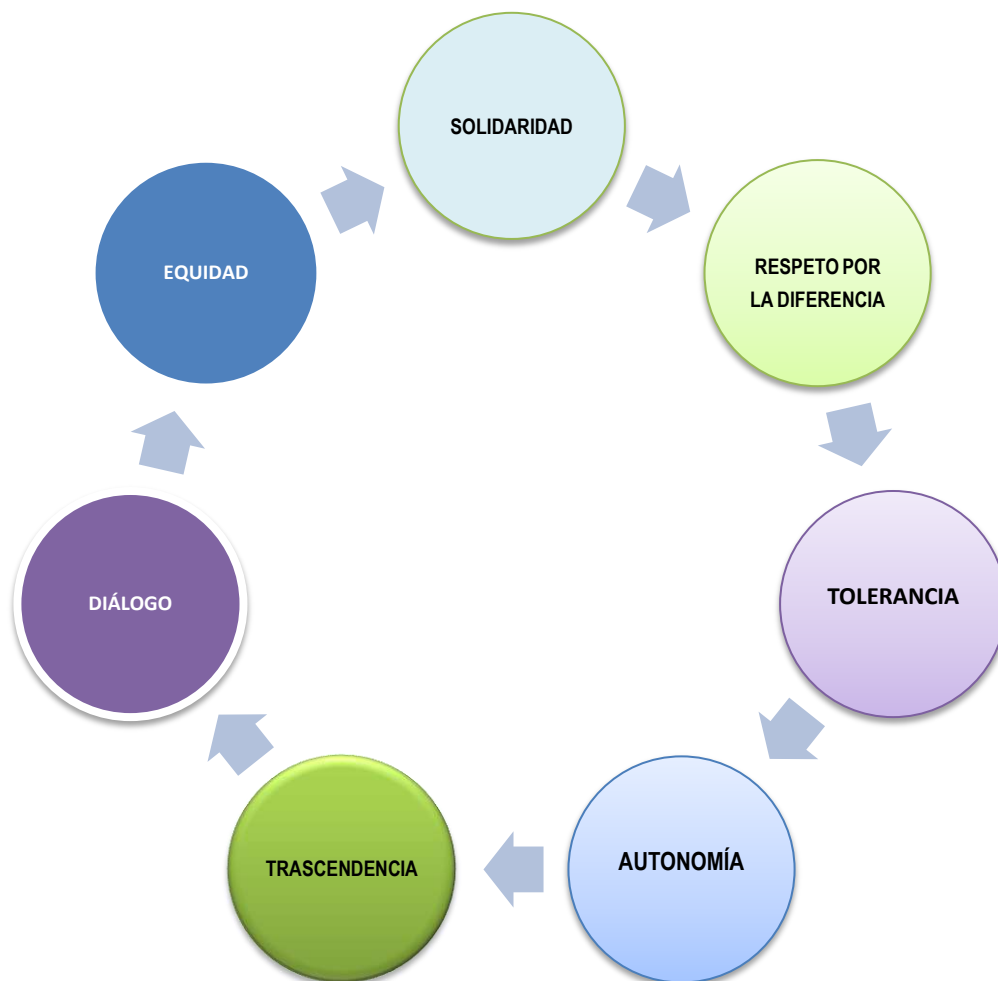 SOLIDARIDAD
RESPETO POR
LA DIFERENCIA
TOLERANCIA
AUTONOMÍA
TRASCENDENCIA
DIÁLOGO
EQUIDAD